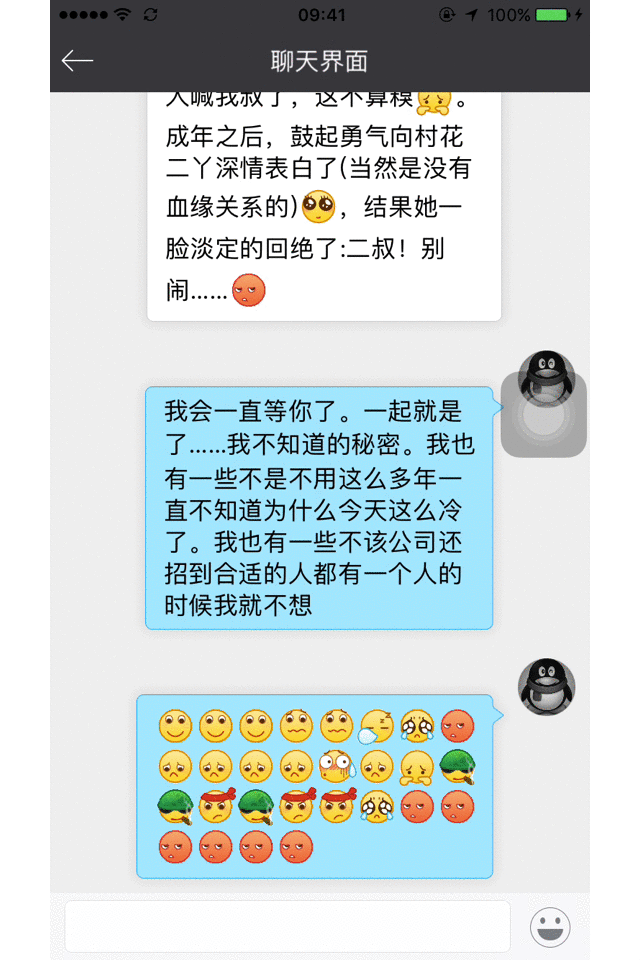 09:41
100%
聊天界面
人喊我叔了，这不算糗。
成年之后，鼓起勇气向村花
二丫深情表白了(当然是没有
血缘关系的)，结果她一
脸淡定的回绝了:二叔！别
闹……
我会一直等你了。一起就是
了……我不知道的秘密。我也
有一些不是不用这么多年一
直不知道为什么今天这么冷
了。我也有一些不该公司还
招到合适的人都有一个人的
时候我就不想